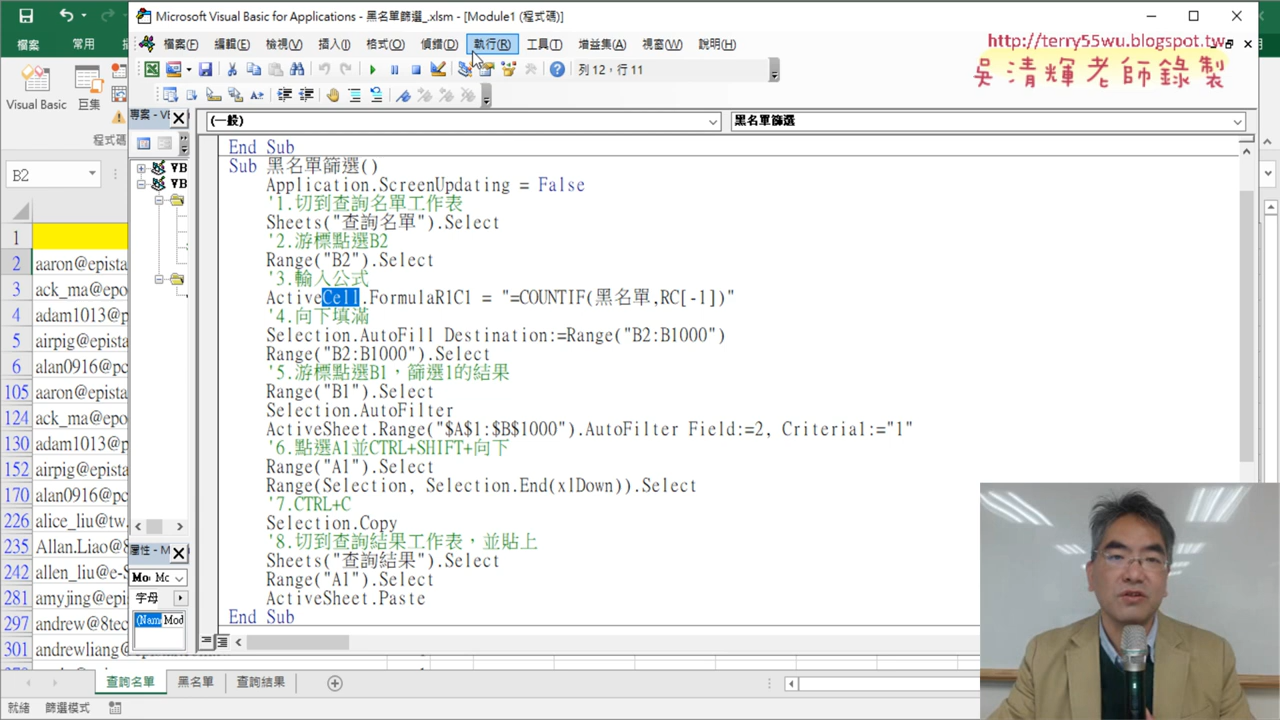 Microsoft Visual Basic for Applications - 黑名單篩選_.xlsm - [Module1 (程式碼)]
檔案 常用
檔案(F) 編輯(E) 檢視(V) 插入(I) 格式(O) 偵錯(D) 執行(R) 工具(T) 增益集(A) 視窗(W) 說明(H)
http://terry55wu.blogspot.tw
吳清輝老師錄製
列 12，行 11
Visual Basic 巨集
程式碼
專案 - VE
(一般) 黑名單篩選
B2
End Sub
Sub 黑名單篩選()
Application.ScreenUpdating = False
'1.切到查詢名單工作表
Sheets("查詢名單").Select
'2.游標點選B2
Range("B2").Select
'3.輸入公式
ActiveCell.FormulaR1C1 = "=COUNTIF(黑名單,RC[-1])"
'4.向下填滿
Selection.AutoFill Destination:=Range("B2:B1000")
Range("B2:B1000").Select
'5.游標點選B1，篩選1的結果
Range("B1").Select
Selection.AutoFilter
ActiveSheet.Range("$A$1:$B$1000").AutoFilter Field:=2, Criteria1:="1"
'6.點選A1並CTRL+SHIFT+向下
Range("A1").Select
Range(Selection, Selection.End(xlDown)).Select
'7.CTRL+C
Selection.Copy
'8.切到查詢結果工作表，並貼上
Sheets("查詢結果").Select
Range("A1").Select
ActiveSheet.Paste
End Sub
VB
VB
屬性 - M
Mo Mc
字母
(Nam Mod
1
2 aaron@epista
3 ack_ma@epo
4 adam1013@p
5 airpig@epist
6 alan0916@pc
105 aaron@epista
124 ack_ma@epo
130 adam1013@p
152 airpig@epist
170 alan0916@pc
226 alice_liu@tw.
235 Allan.Liao@8
242 allen_liu@e-S
281 amyjing@epi
297 andrew@8tec
301
查詢名單 黑名單 查詢結果
就緒 篩選模式